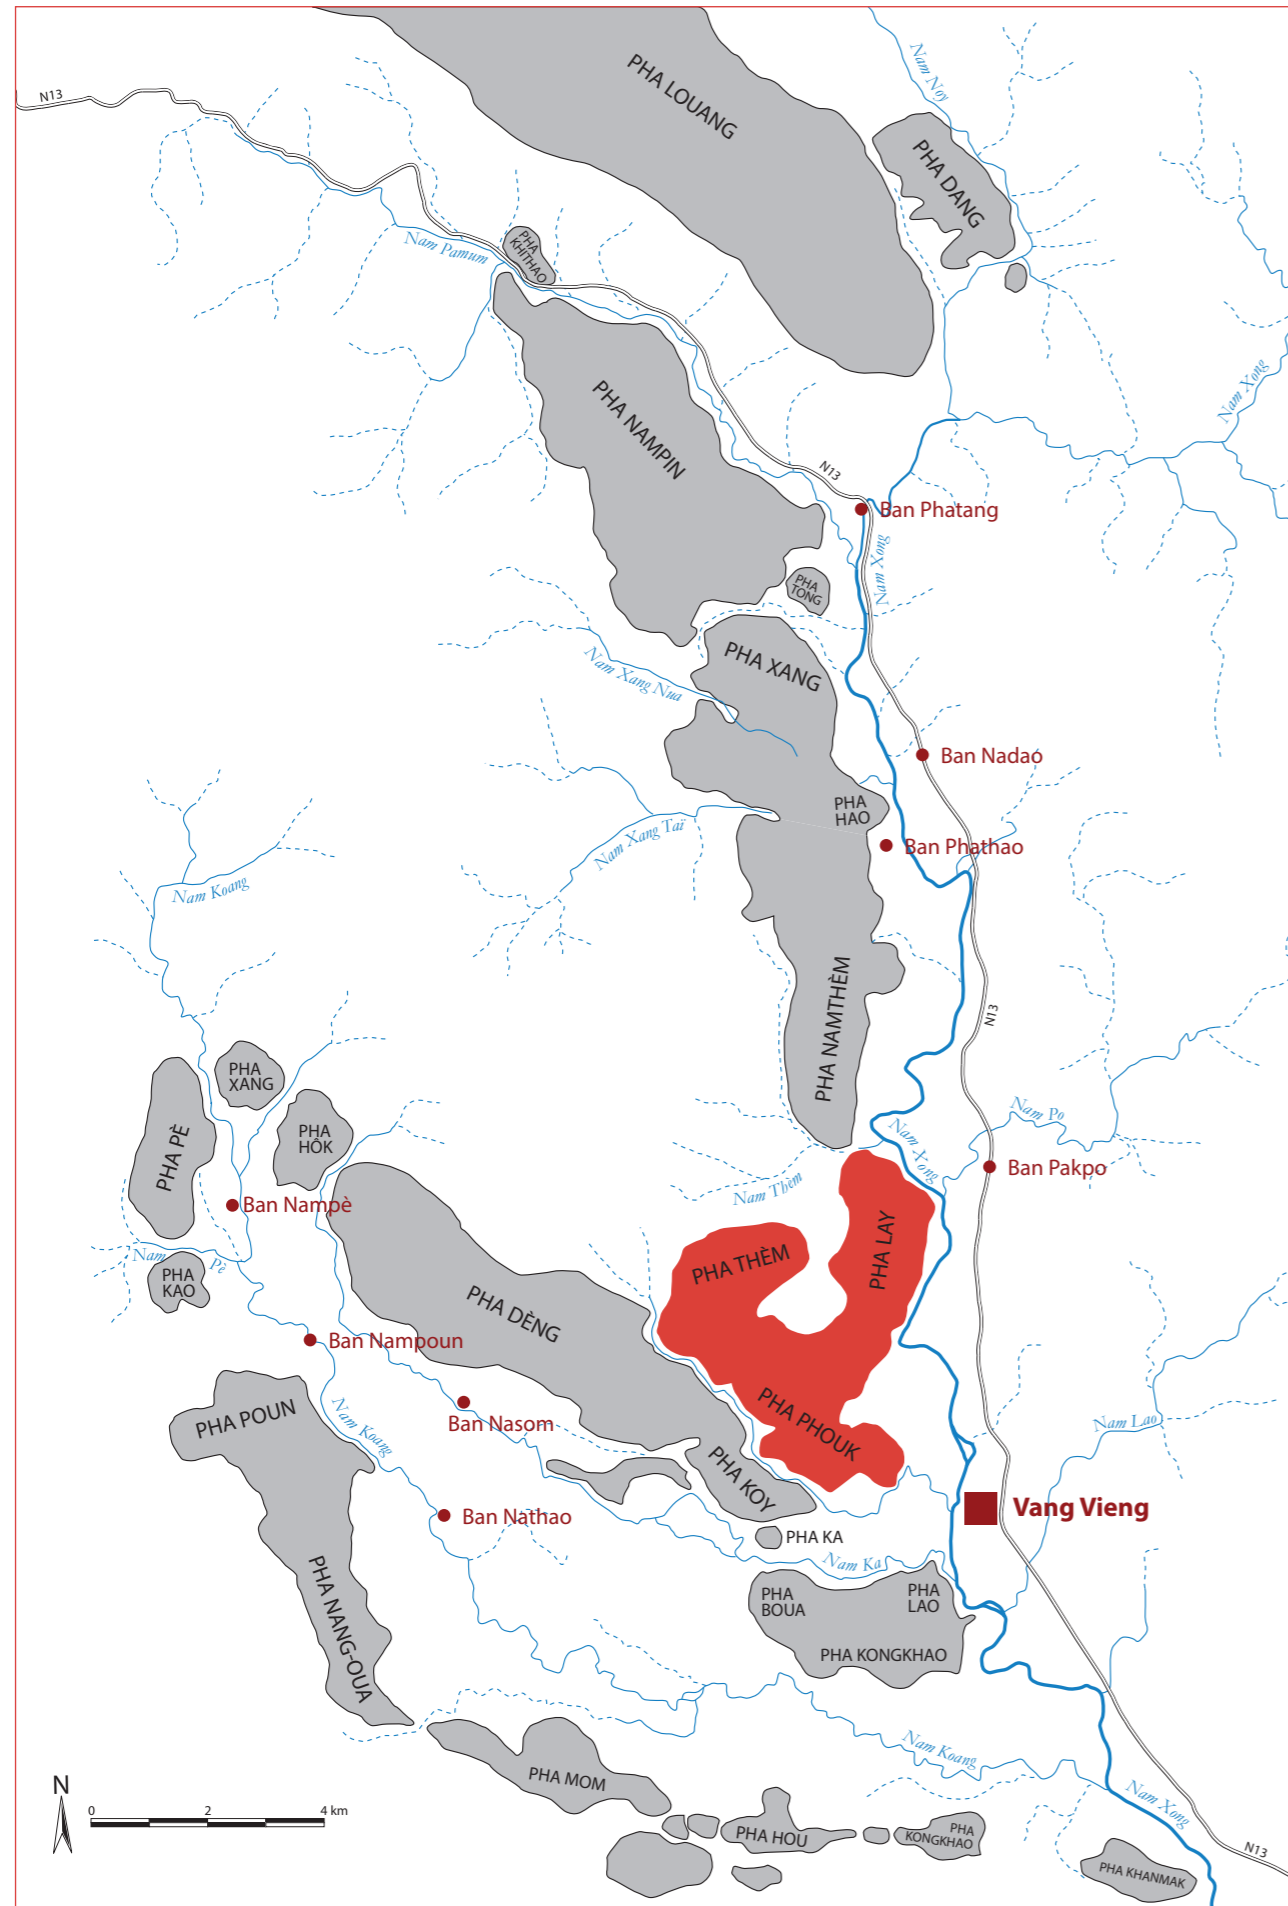 N13
PHA LOUANG
Nam Noy
PHA DANG
Nam Pamum
PHA
KHITHAO
PHA NAMPIN
Nam Xong
N13
Ban Phatang
Nam Xong
PHA
TONG
PHA XANG
Nam Xang Nua
Ban Nadao
PHA
HAO
Nam Xang Taï
Ban Phathao
Nam Koang
PHA NAMTHÈM
N13
PHA
XANG
PHA
HÔK
PHA PÈ
Nam Po
Nam Xong
Ban Pakpo
Nam Thèm
Ban Nampè
Nam Pè
PHA
KAO
PHA THÈM
PHA LAY
PHA DÈNG
Ban Nampoun
PHA POUN
Nam Koang
Ban Nasom
PHA PHOUK
Nam Lao
PHA KOY
Ban Nathao
Vang Vieng
PHA KA
Nam Ka
PHA
BOUA
PHA
LAO
PHA KONGKHAO
PHA NANG-OUA
Nam Koang
PHA MOM
Nam Xong
N
0 2 4 km
PHA HOU
PHA
KONGKHAO
N13
PHA KHANMAK